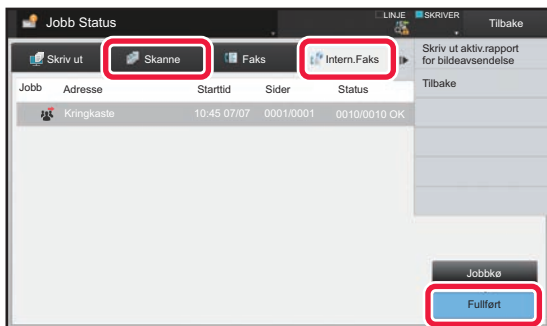 Jobb Status
LINJE
SKRIVER
Tilbake
Skriv ut
Skanne
Faks
Intern.Faks
Skriv ut aktiv.rapport
for bildeavsendelse
Tilbake
Jobb Adresse Starttid Sider Status
Kringkaste 10:45 07/07 0001/0001 0010/0010 OK
Jobbkø
Fullført